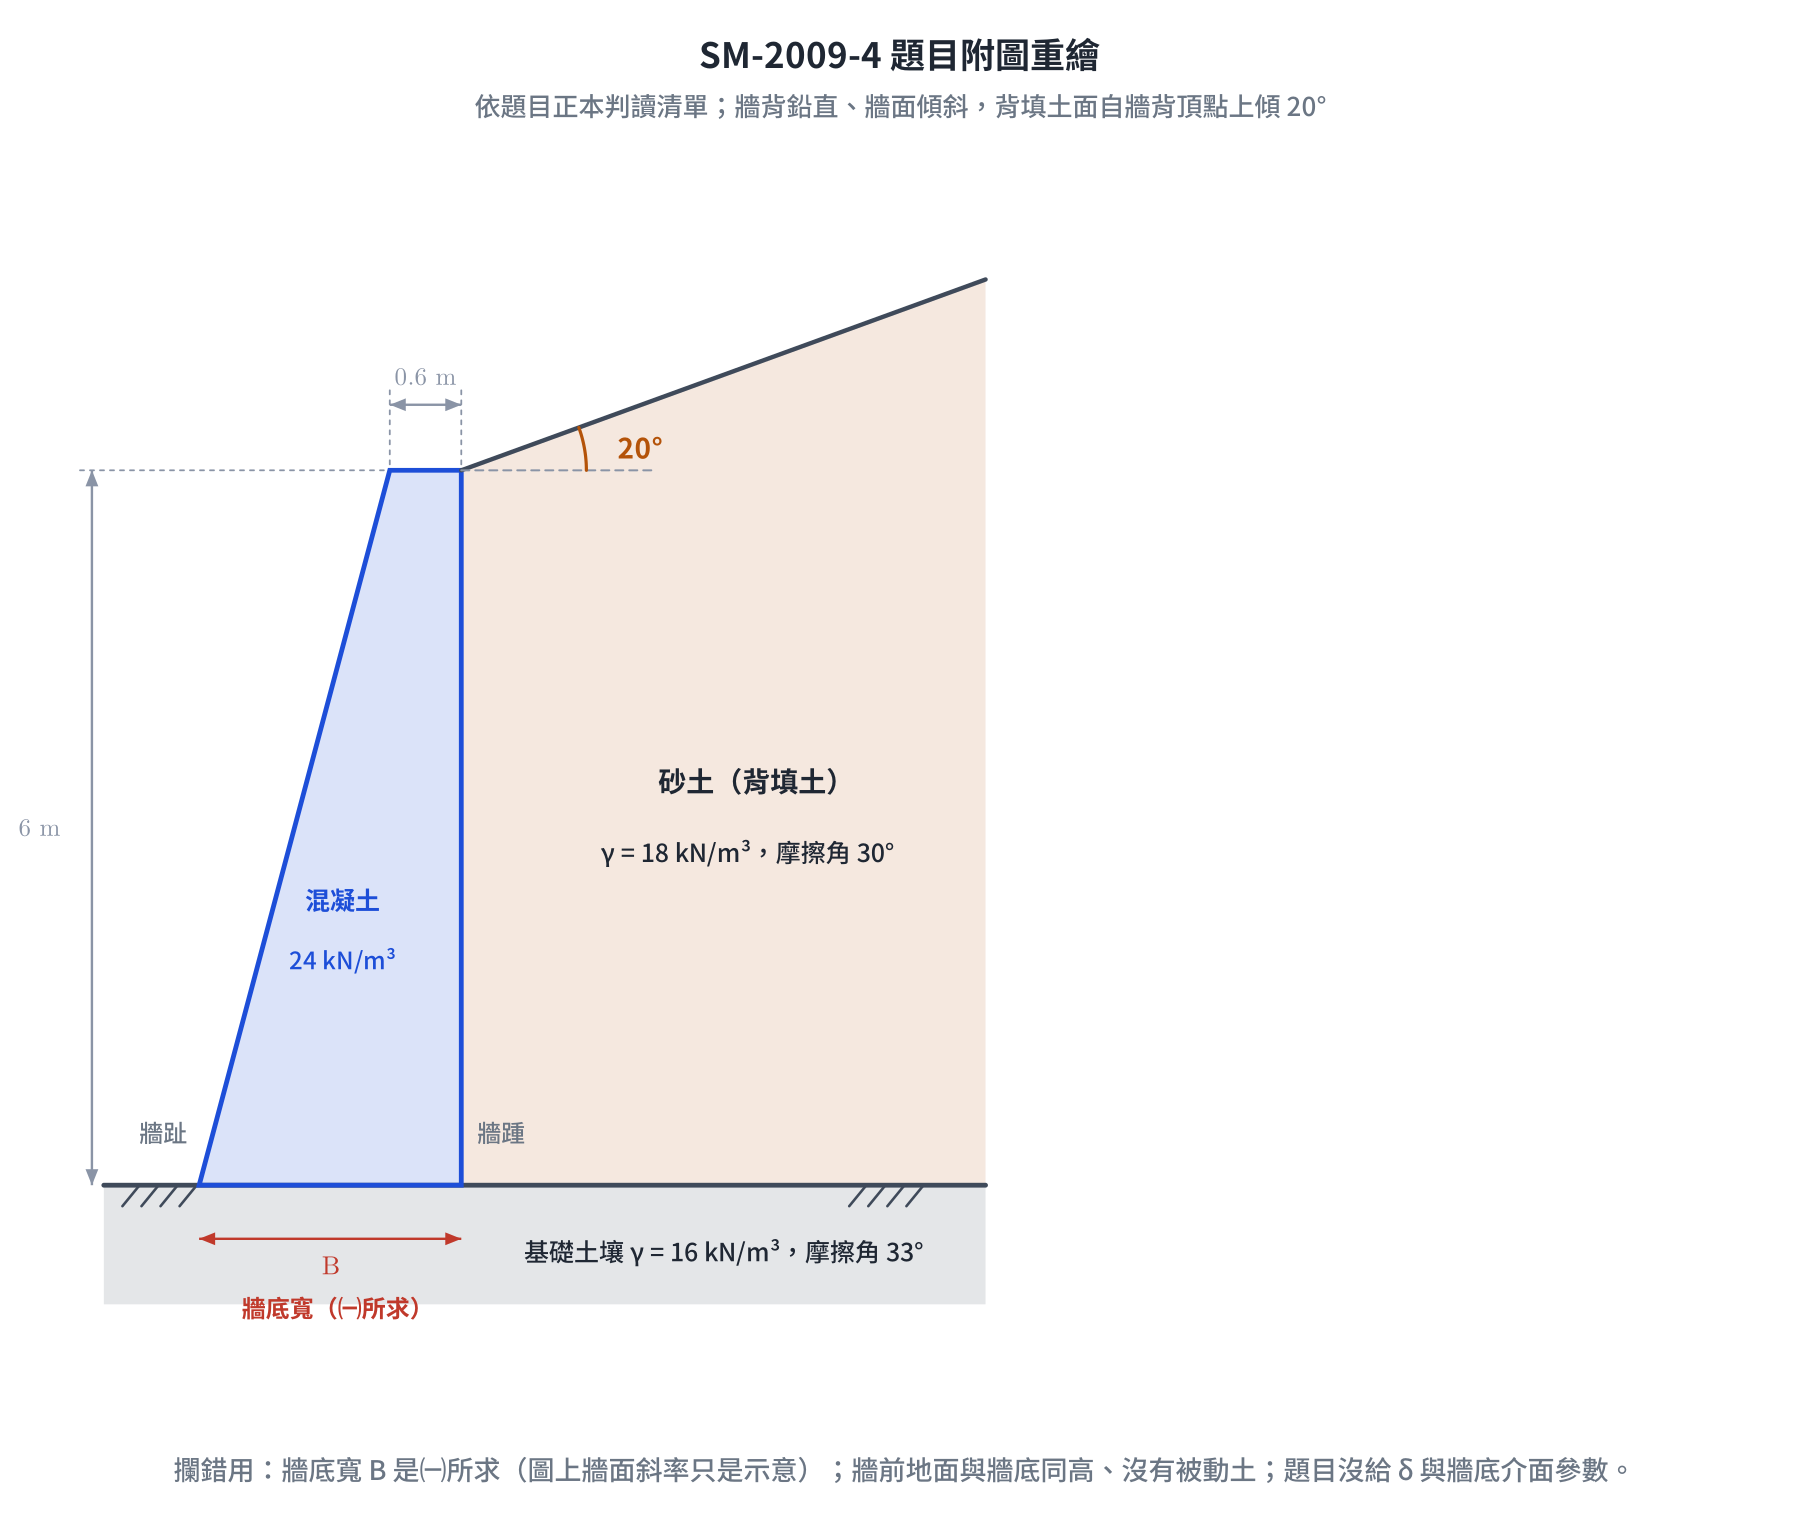 SM-2009-4 題目附圖重繪
依題目正本判讀清單；牆背鉛直、牆面傾斜，背填土面自牆背頂點上傾 20°
0.6 m
20°
砂土（背填土）
6 m
γ = 18 kN/m³，摩擦角 30°
混凝土
24 kN/m³
牆趾
牆踵
基礎土壤 γ = 16 kN/m³，摩擦角 33°
B
牆底寬（㈠所求）
攔錯用：牆底寬 B 是㈠所求（圖上牆面斜率只是示意）；牆前地面與牆底同高、沒有被動土；題目沒給 δ 與牆底介面參數。